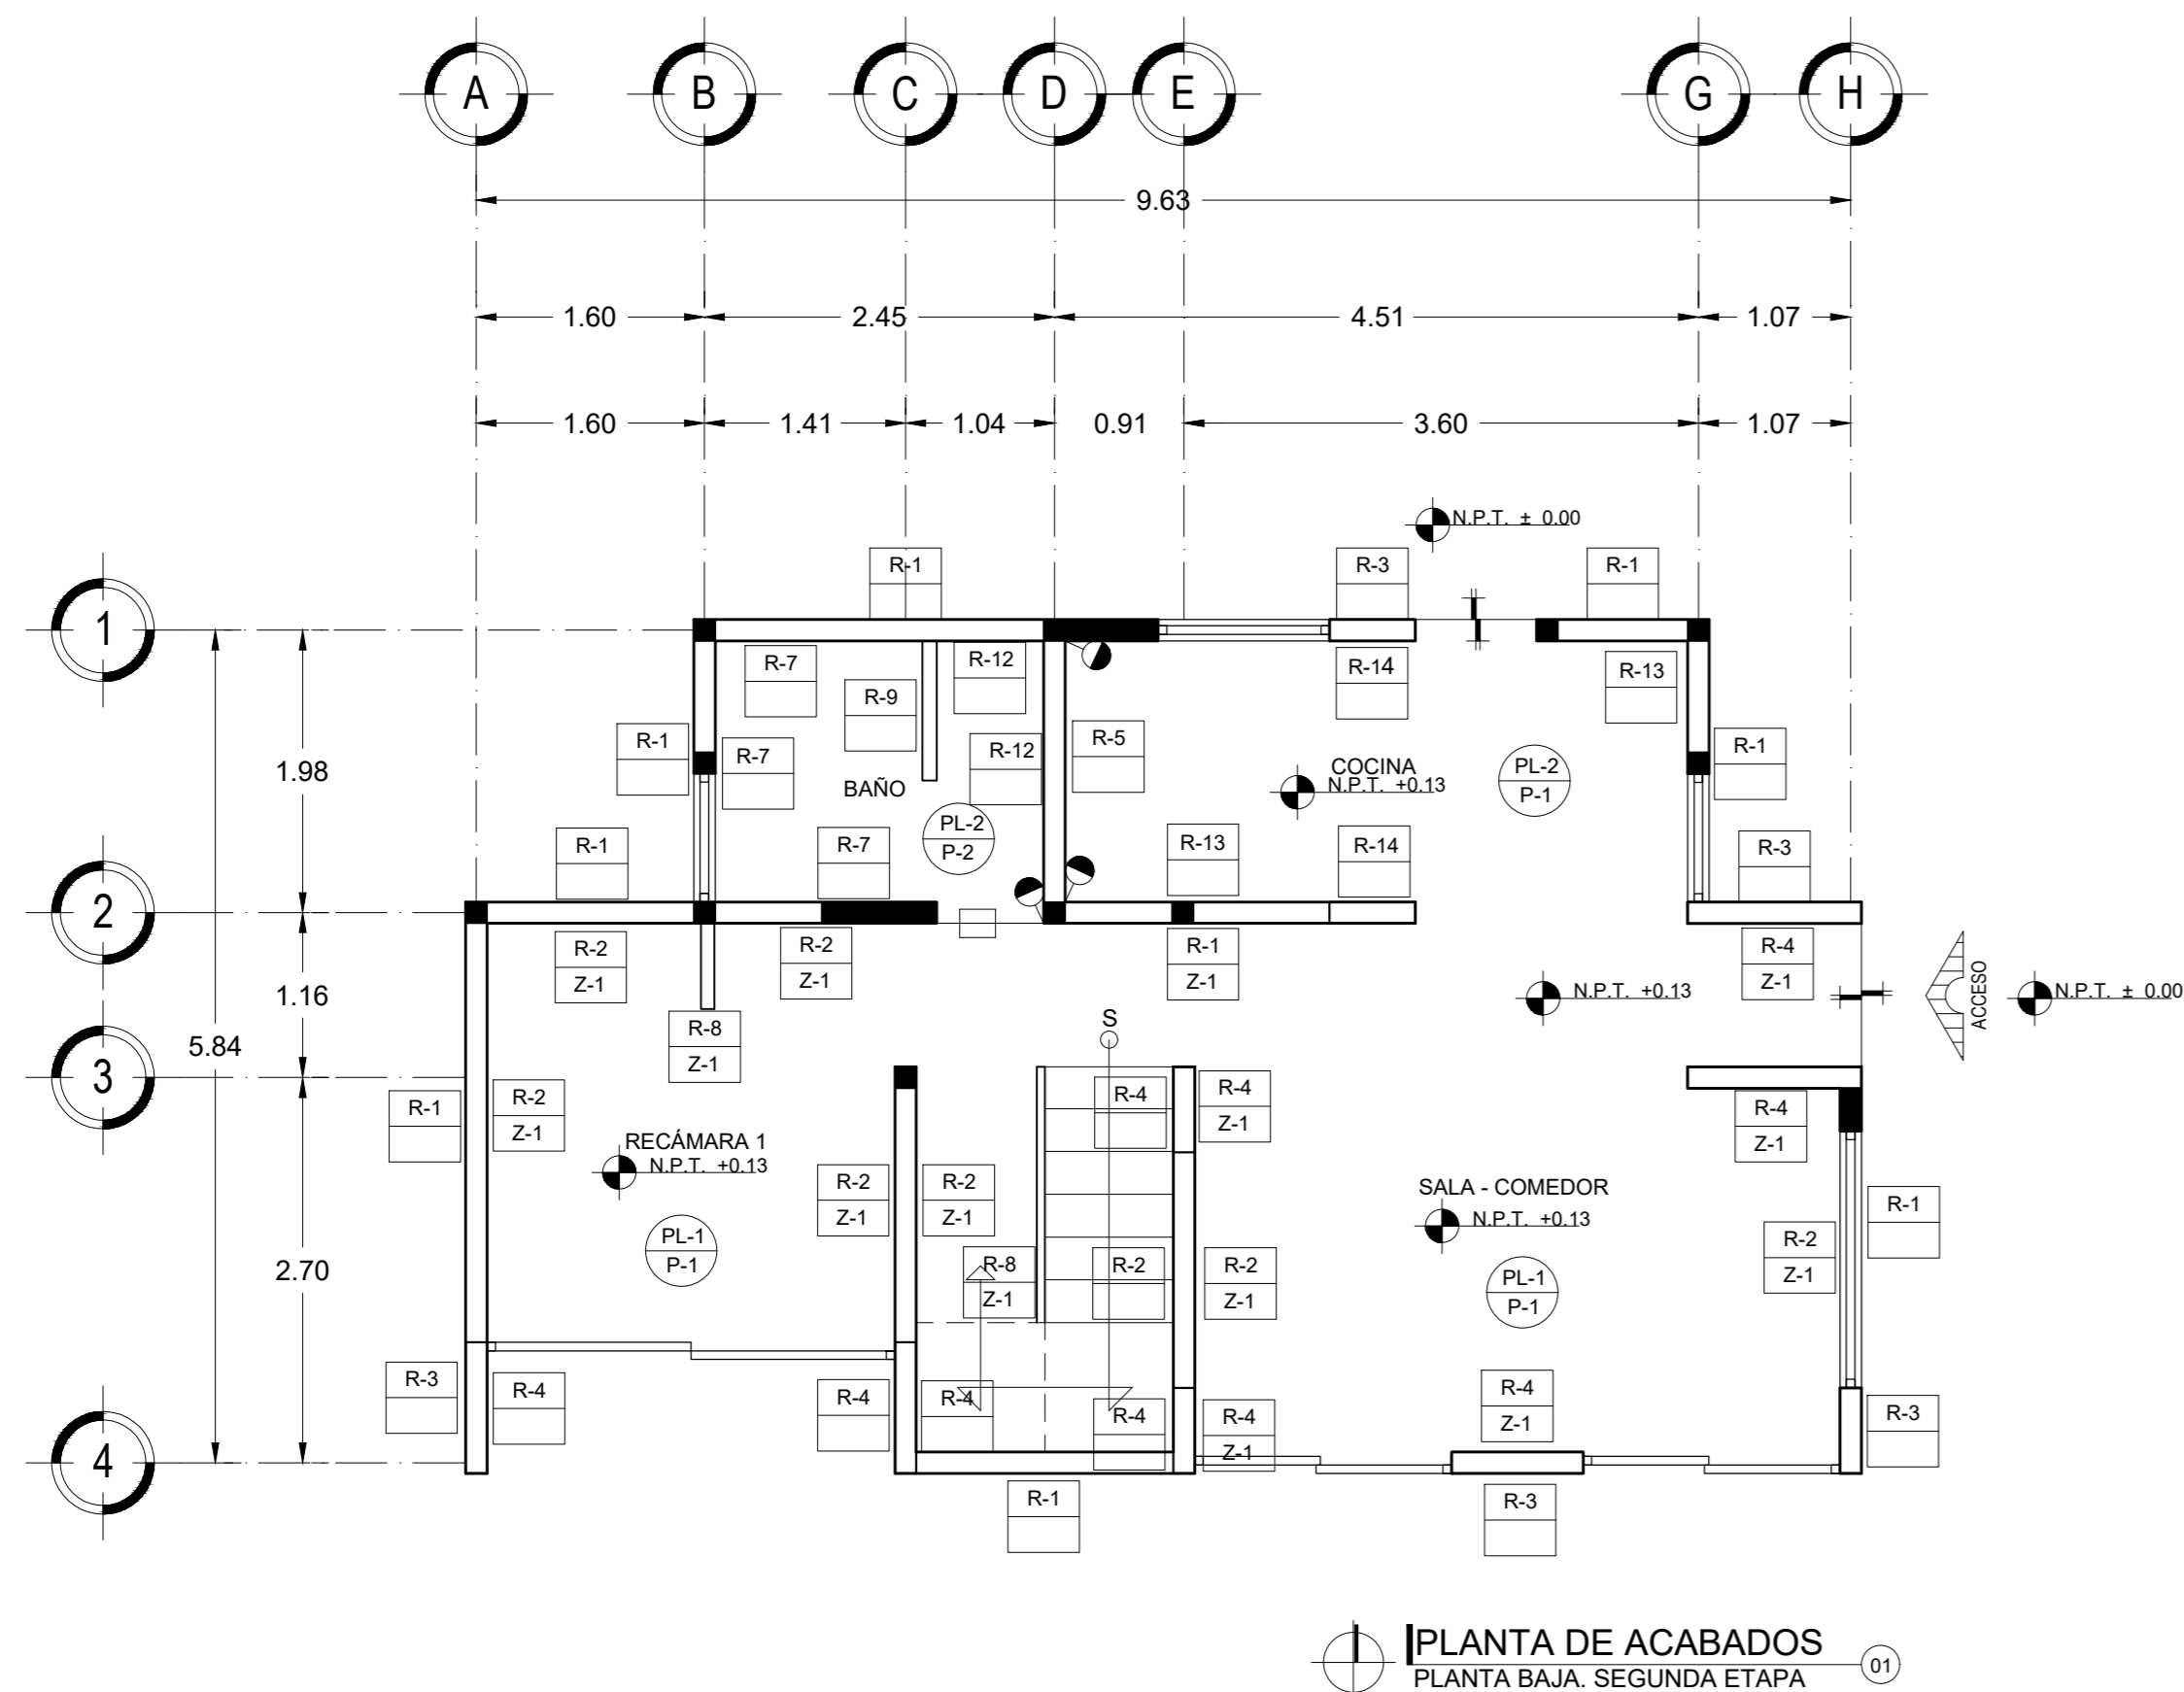 A B C D E G H
9.63
1.60 2.45 4.51 1.07
1.60 1.41 1.04 0.91 3.60 1.07
N.P.T. ± 0.00
R-1 R-3 R-1
1
R-7 R-12 R-14 R-13
R-9
R-1 R-7 R-12 R-5 R-1
1.98
BAÑO
COCINA
N.P.T. +0.13
PL-2
P-1
PL-2
P-2
R-1 R-7 R-13 R-14 R-3
2
R-2
Z-1
R-2
Z-1
R-1
Z-1
R-4
Z-1
1.16
N.P.T. +0.13
ACCESO
N.P.T. ± 0.00
R-8
Z-1
S
5.84
3
R-1
R-2
Z-1
R-4
R-4
Z-1
R-4
Z-1
RECÁMARA 1
N.P.T. +0.13
R-2
Z-1
R-2
Z-1
SALA - COMEDOR
N.P.T. +0.13
R-1
PL-1
P-1
R-8
Z-1
R-2
R-2
Z-1
PL-1
P-1
R-2
Z-1
2.70
R-3 R-4 R-4 R-4 R-4
R-4
Z-1
R-4
Z-1
R-3
4
R-1 R-3
PLANTA DE ACABADOS
01
PLANTA BAJA. SEGUNDA ETAPA